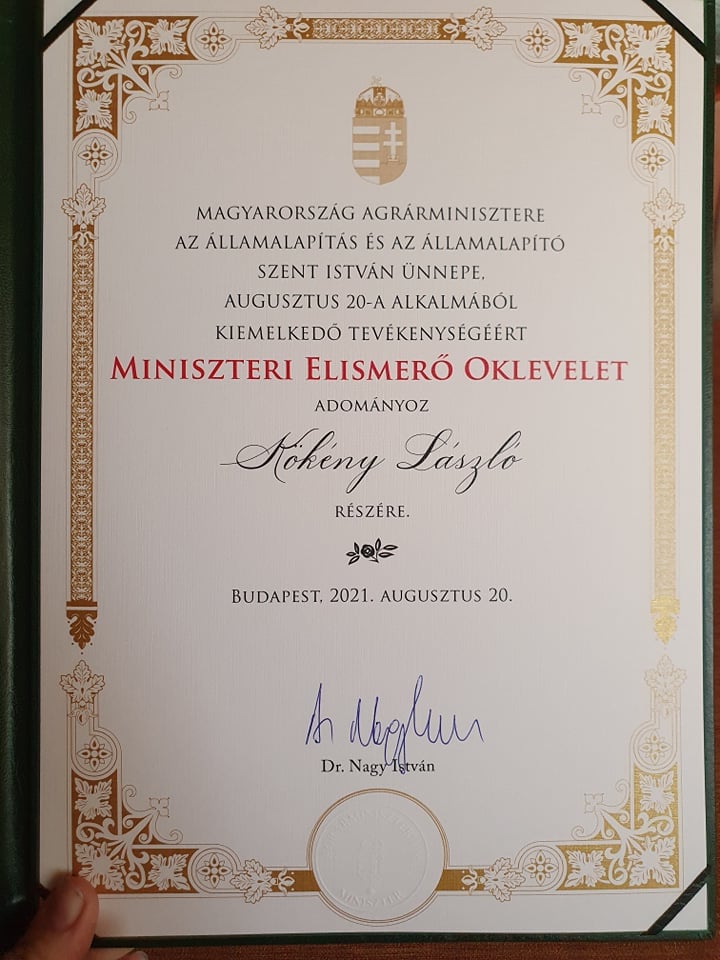 MAGYARORSZÁG AGRÁRMINISZTERE
AZ ÁLLAMALAPÍTÁS ÉS AZ ÁLLAMALAPÍTÓ
SZENT ISTVÁN ÜNNEPE,
AUGUSZTUS 20-A ALKALMÁBÓL
KIEMELKEDŐ TEVÉKENYSÉGÉÉRT
MINISZTERI ELISMERŐ OKLEVELET
ADOMÁNYOZ
Kökény László
RÉSZÉRE.
BUDAPEST, 2021. AUGUSZTUS 20.
Dr. Nagy István
MINISZTER